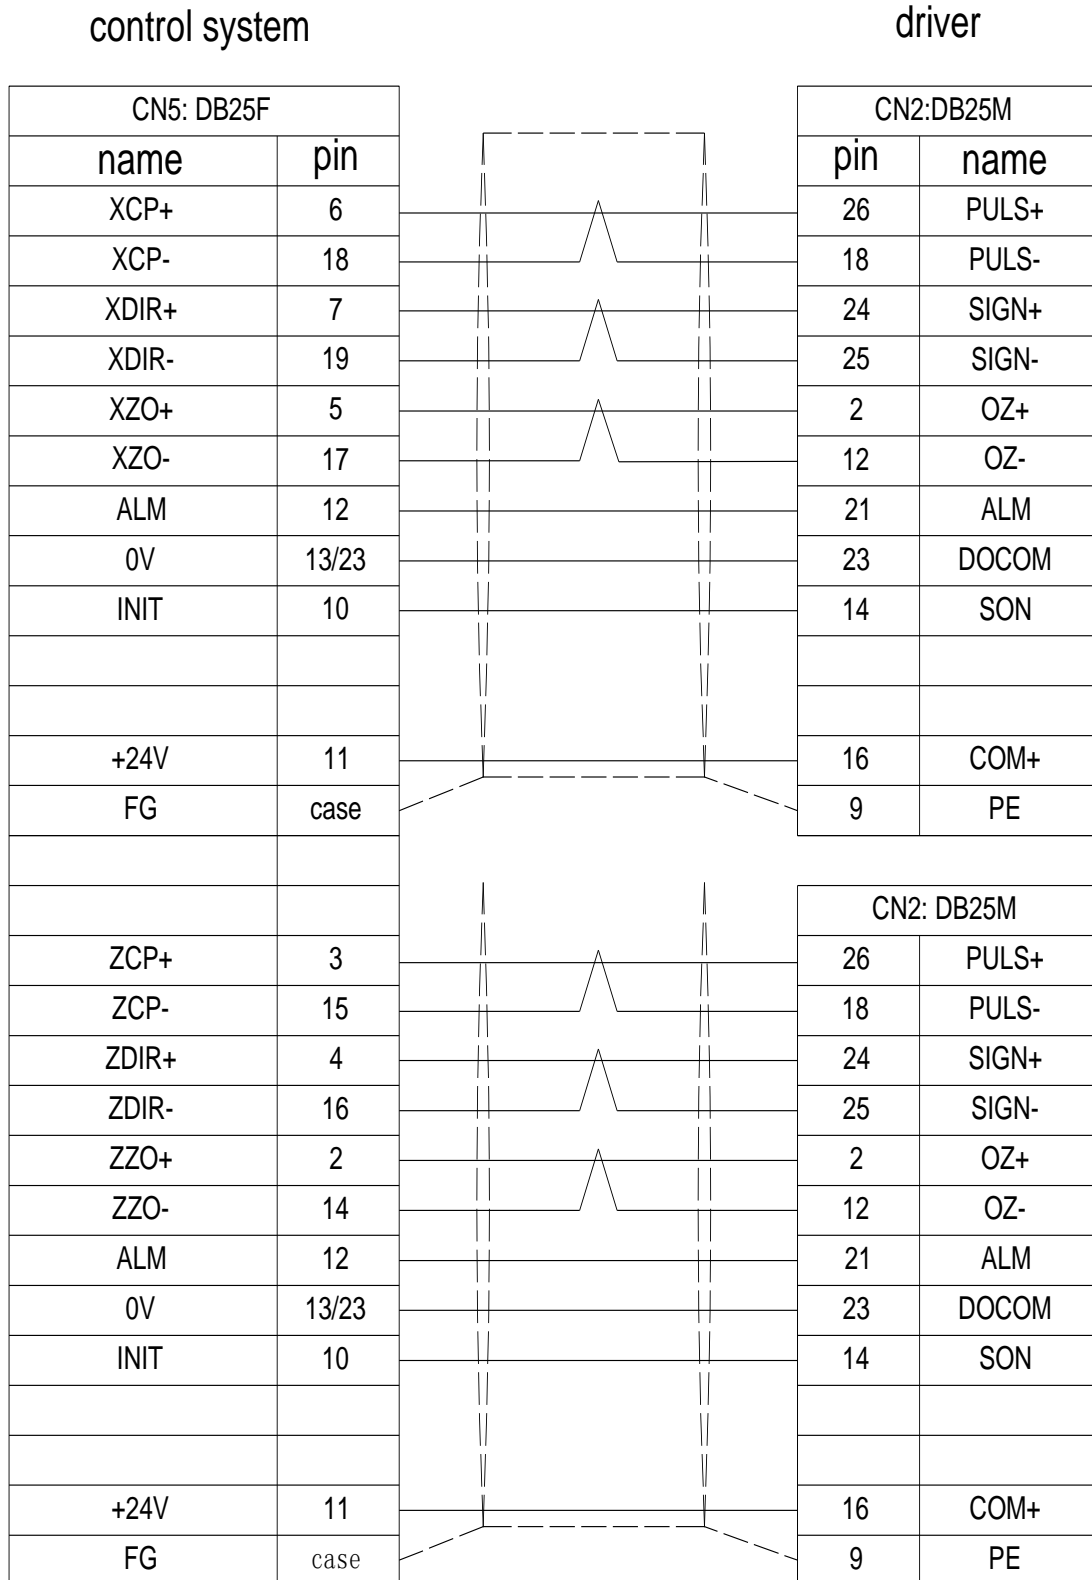 control system driver
CN5: DB25F CN2:DB25M
name pin pin name
XCP+ 6 26 PULS+
XCP- 18 18 PULS-
XDIR+ 7 24 SIGN+
XDIR- 19 25 SIGN-
XZO+ 5 2 OZ+
XZO- 17 12 OZ-
ALM 12 21 ALM
0V 13/23 23 DOCOM
INIT 10 14 SON
+24V 11 16 COM+
FG case 9 PE
CN2: DB25M
ZCP+ 3 26 PULS+
ZCP- 15 18 PULS-
ZDIR+ 4 24 SIGN+
ZDIR- 16 25 SIGN-
ZZO+ 2 2 OZ+
ZZO- 14 12 OZ-
ALM 12 21 ALM
0V 13/23 23 DOCOM
INIT 10 14 SON
+24V 11 16 COM+
FG case 9 PE